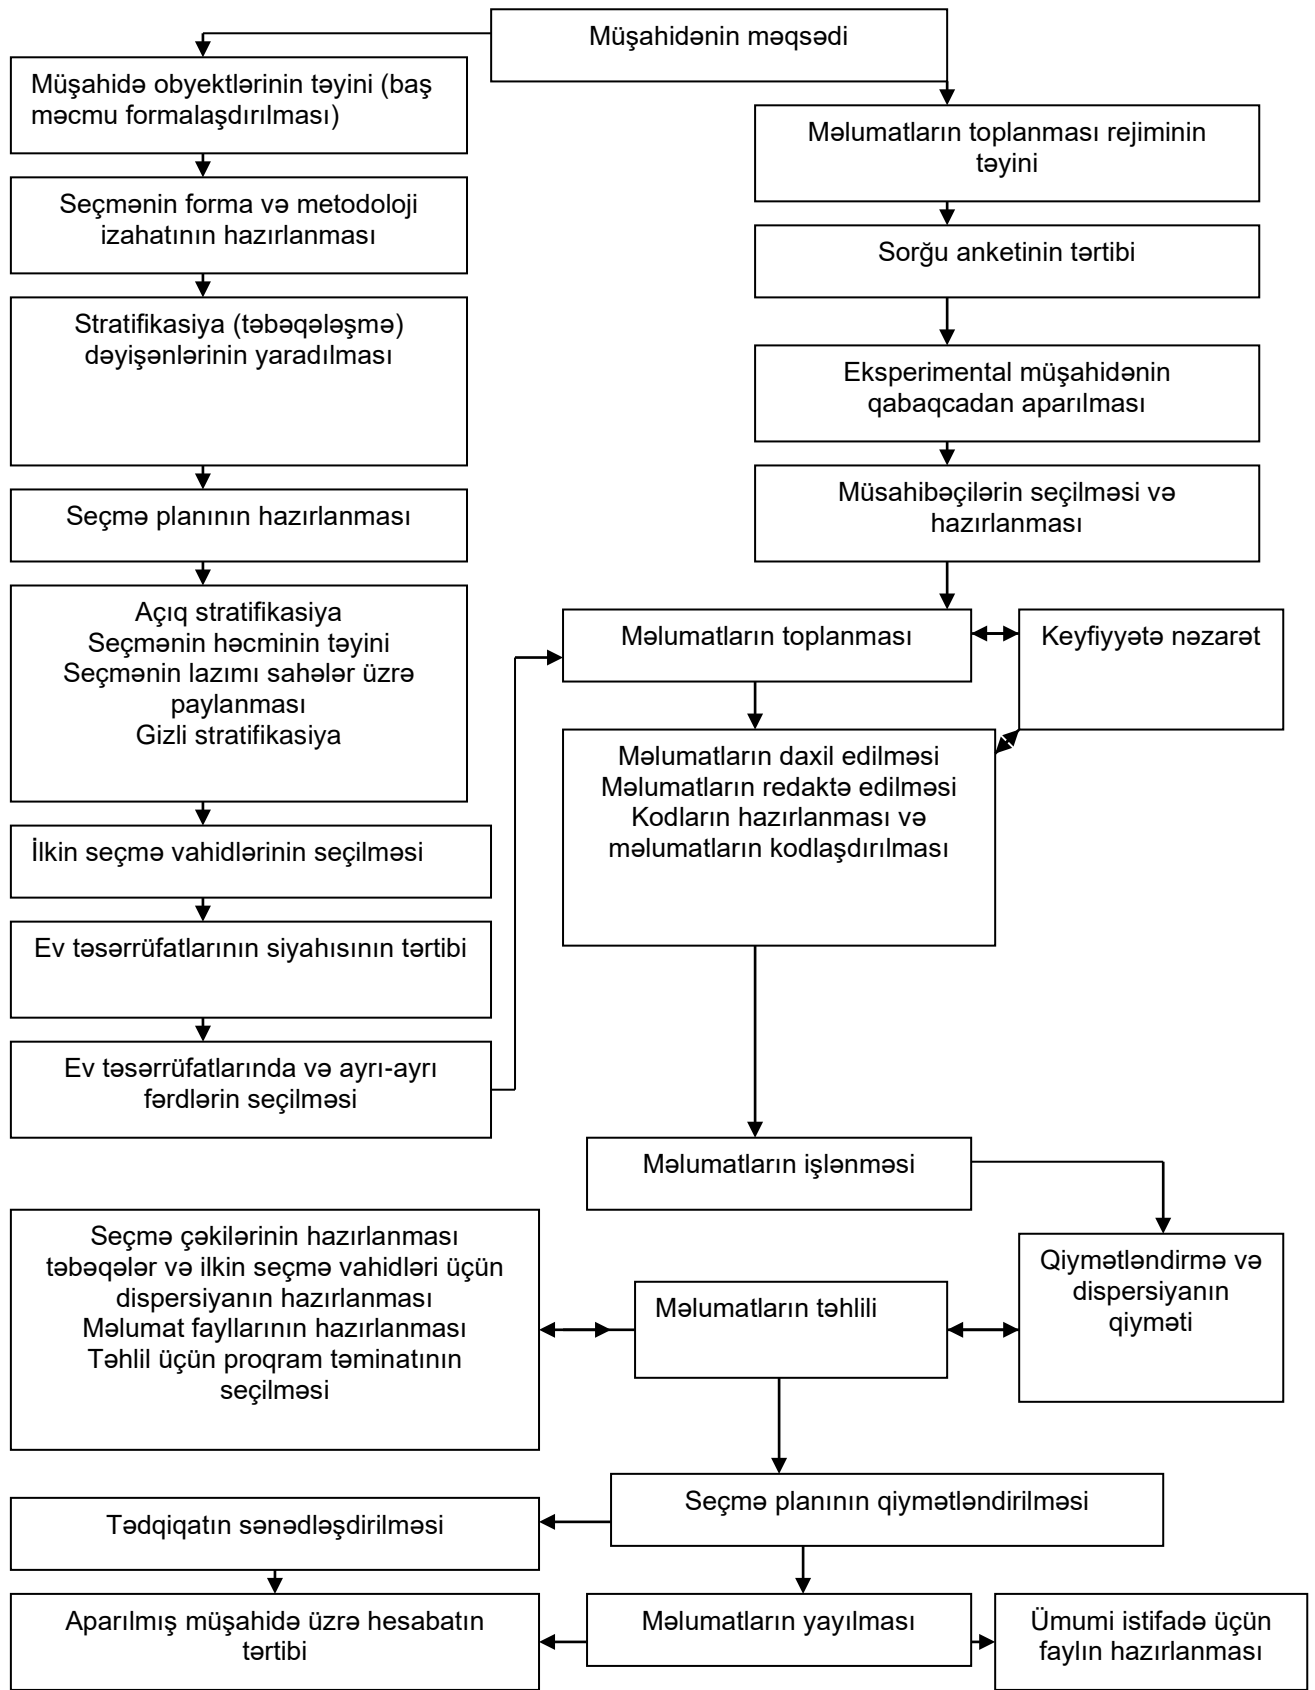 Müşahidənin məqsədi
Müşahidə obyektlərinin təyini (baş
məcmu formalaşdırılması)
Məlumatların toplanması rejiminin
təyini
Seçmənin forma və metodoloji
izahatının hazırlanması
Sorğu anketinin tərtibi
Stratifikasiya (təbəqələşmə)
dəyişənlərinin yaradılması
Eksperimental müşahidənin
qabaqcadan aparılması
Seçmə planının hazırlanması
Müsahibəçilərin seçilməsi və
hazırlanması
Açıq stratifikasiya
Seçmənin həcminin təyini
Seçmənin lazımı sahələr üzrə
paylanması
Gizli stratifikasiya
Məlumatların toplanması
Keyfiyyətə nəzarət
Məlumatların daxil edilməsi
Məlumatların redaktə edilməsi
Kodların hazırlanması və
məlumatların kodlaşdırılması
İlkin seçmə vahidlərinin seçilməsi
Ev təsərrüfatlarının siyahısının tərtibi
Ev təsərrüfatlarında və ayrı-ayrı
fərdlərin seçilməsi
Məlumatların işlənməsi
Seçmə çəkilərinin hazırlanması
təbəqələr və ilkin seçmə vahidləri üçün
dispersiyanın hazırlanması
Məlumat fayllarının hazırlanması
Təhlil üçün proqram təminatının
seçilməsi
Məlumatların təhlili
Qiymətləndirmə və
dispersiyanın
qiyməti
Seçmə planının qiymətləndirilməsi
Tədqiqatın sənədləşdirilməsi
Aparılmış müşahidə üzrə hesabatın
tərtibi
Məlumatların yayılması
Ümumi istifadə üçün
faylın hazırlanması